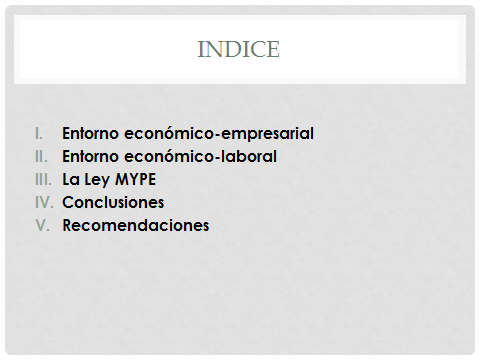 INDICE
I. Entorno económico-empresarial
II. Entorno económico-laboral
III. La Ley MYPE
IV. Conclusiones
V. Recomendaciones